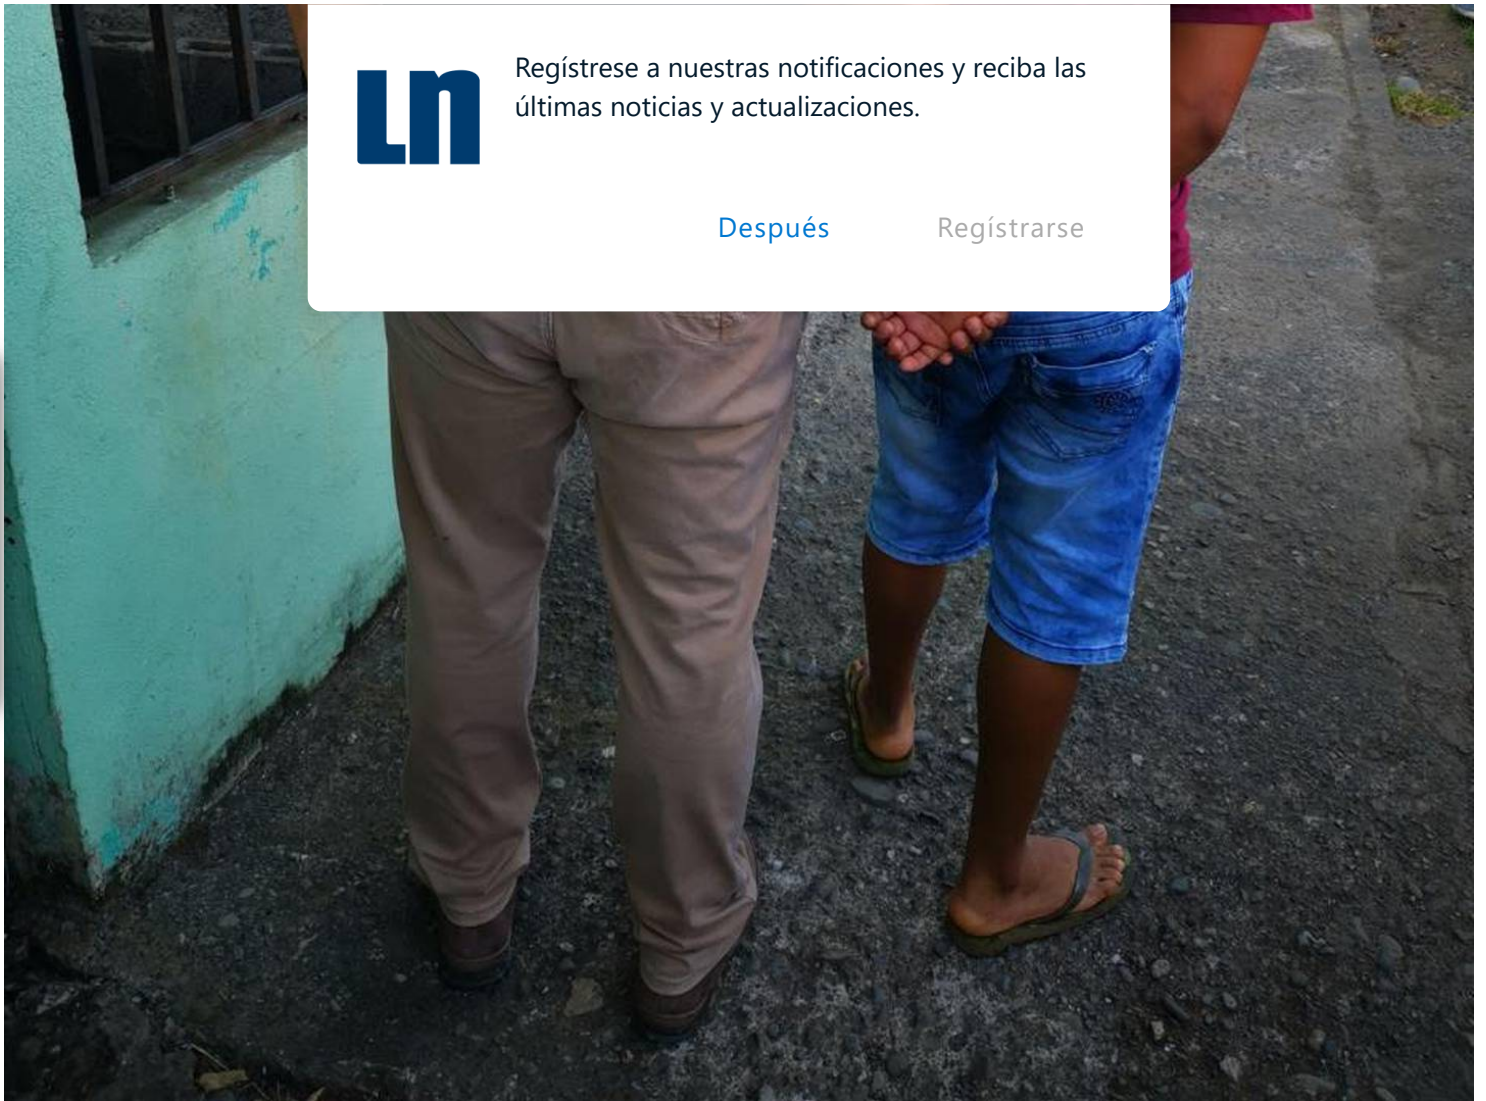 Ln
Regístrese a nuestras notificaciones y reciba las
últimas noticias y actualizaciones.
Después
Regístrarse